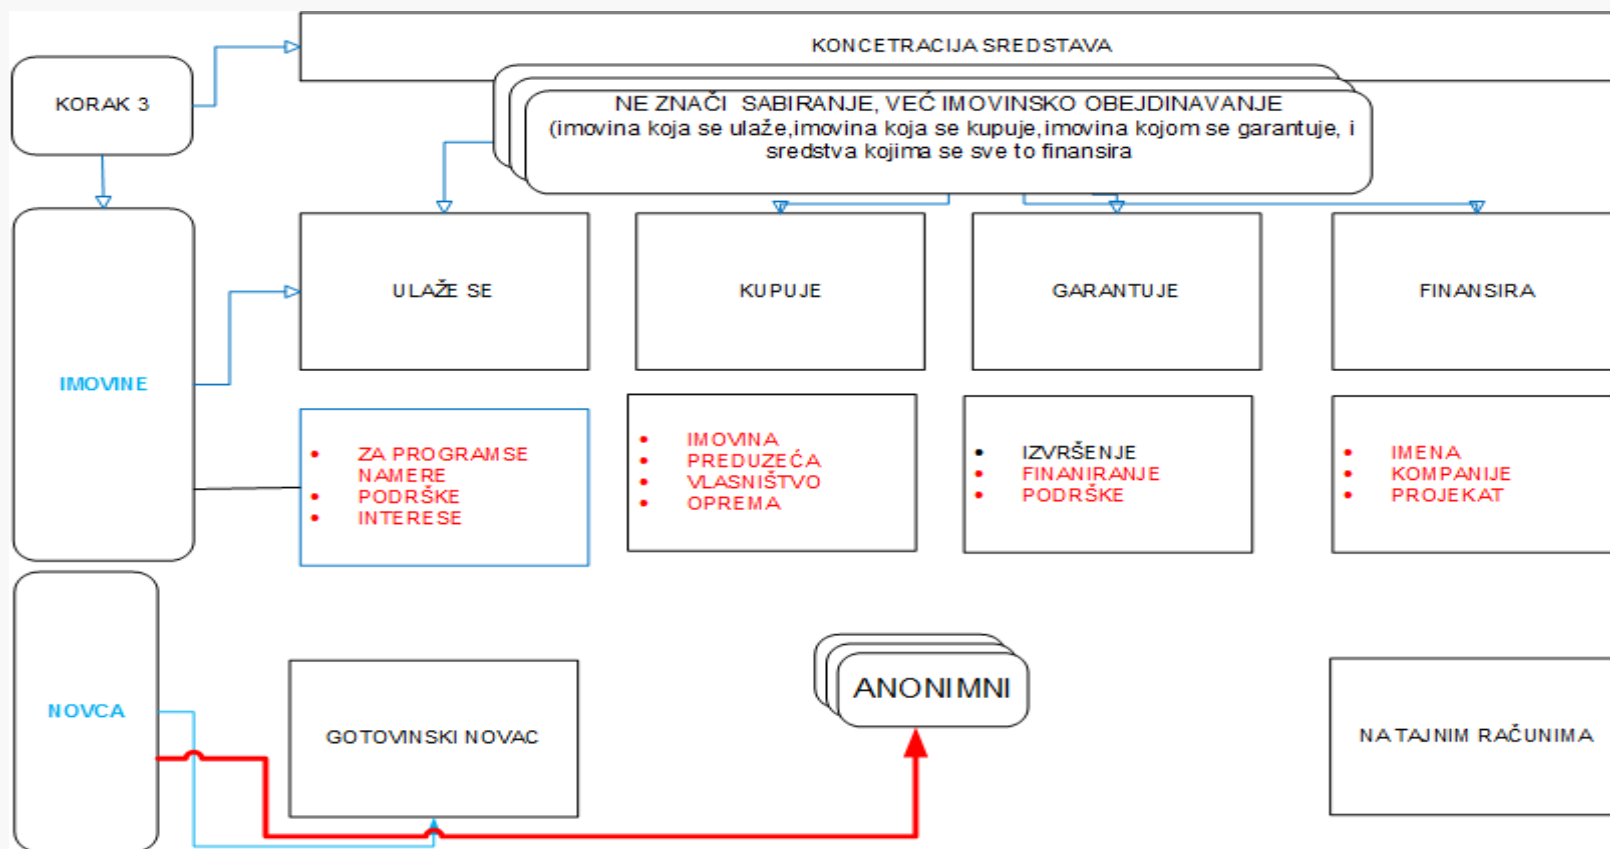 KONCETRACIJA SREDSTAVA
KORAK 3
NE ZNAČI SABIRANJE, VEĆ IMOVINSKO OBEJDINAVANJE
(imovina koja se ulaže,imovina koja se kupuje,imovina kojom se garantuje, i
sredstva kojima se sve to finansira
ULAŽE SE
KUPUJE
GARANTUJE
FINANSIRA
IMOVINE
• ZA PROGRAMSE
NAMERE
• PODRŠKE
• INTERESE
• IMOVINA
• PREDUZEĆA
• VLASNIŠTVO
• OPREMA
• IZVRŠENJE
• FINANIRANJE
• PODRŠKE
• IMENA
• KOMPANIJE
• PROJEKAT
NOVCA
GOTOVINSKI NOVAC
ANONIMNI
NA TAJNIM RAČUNIMA